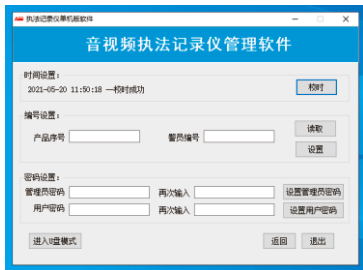 执法记录仪单机版软件
音视频执法记录仪管理软件
时间设置：
2021-05-20 11:50:18 —校时成功
校时
编号设置：
产品序号 警员编号
读取
设置
密码设置：
管理员密码 再次输入 设置管理员密码
用户密码 再次输入 设置用户密码
进入U盘模式 返回 退出